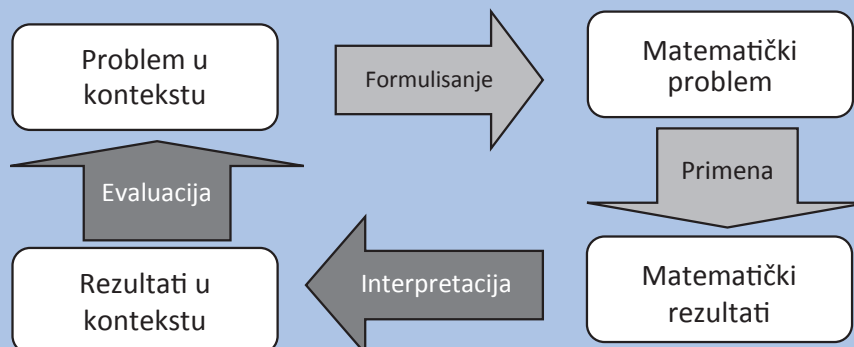 Problem u
kontekstu
Formulisanje
Matematički
problem
Evaluacija
Primena
Rezultati u
kontekstu
Interpretacija
Matematički
rezultati